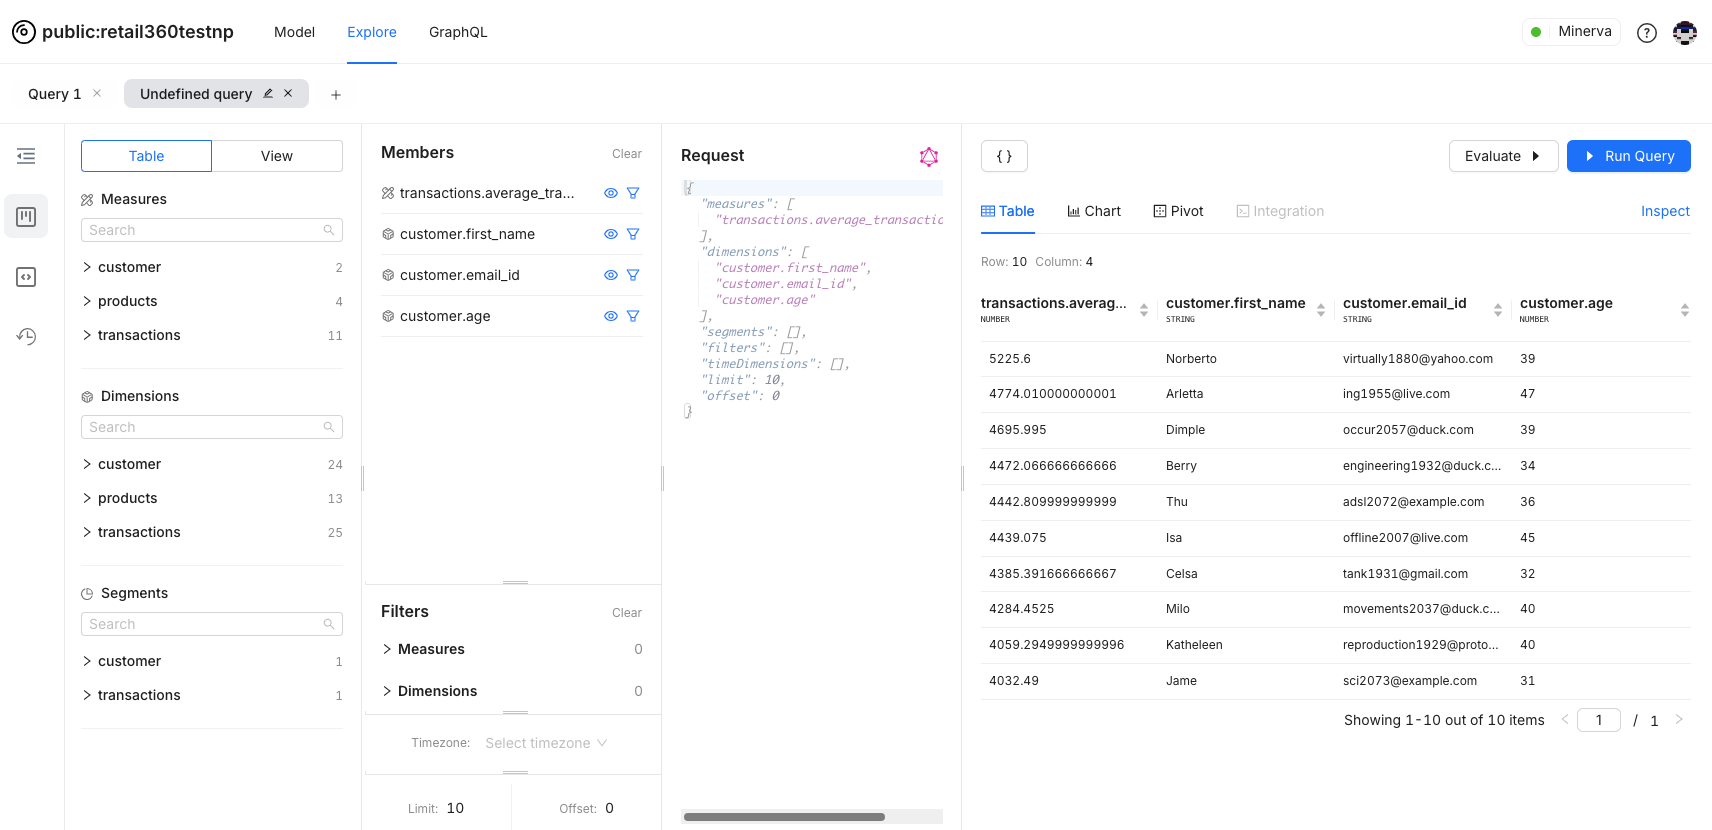 public:retail360testnp
Model
Explore
GraphQL
Minerva
Query 1
Undefined query
Table
View
Measures
Search
customer 2
products 4
transactions 11
Dimensions
Search
customer 24
products 13
transactions 25
Segments
Search
customer 1
transactions 1
Members
Clear
transactions.average_tra...
customer.first_name
customer.email_id
customer.age
Filters
Clear
Measures 0
Dimensions 0
Timezone: Select timezone
Limit: 10
Offset: 0
Request
{
"measures": [
"transactions.average_transactio
],
"dimensions": [
"customer.first_name",
"customer.email_id",
"customer.age"
],
"segments": [],
"filters": [],
"timeDimensions": [],
"limit": 10,
"offset": 0
}
{ }
Evaluate
Run Query
Table
Chart
Pivot
Integration
Inspect
Row: 10 Column: 4
transactions.averag... customer.first_name customer.email_id customer.age
NUMBER STRING STRING NUMBER
5225.6 Norberto virtually1880@yahoo.com 39
4774.010000000001 Arletta ing1955@live.com 47
4695.995 Dimple occur2057@duck.com 39
4472.066666666666 Berry engineering1932@duck.c... 34
4442.809999999999 Thu adsl2072@example.com 36
4439.075 Isa offline2007@live.com 45
4385.391666666667 Celsa tank1931@gmail.com 32
4284.4525 Milo movements2037@duck.c... 40
4059.2949999999996 Katheleen reproduction1929@proto... 40
4032.49 Jame sci2073@example.com 31
Showing 1-10 out of 10 items
1 / 1